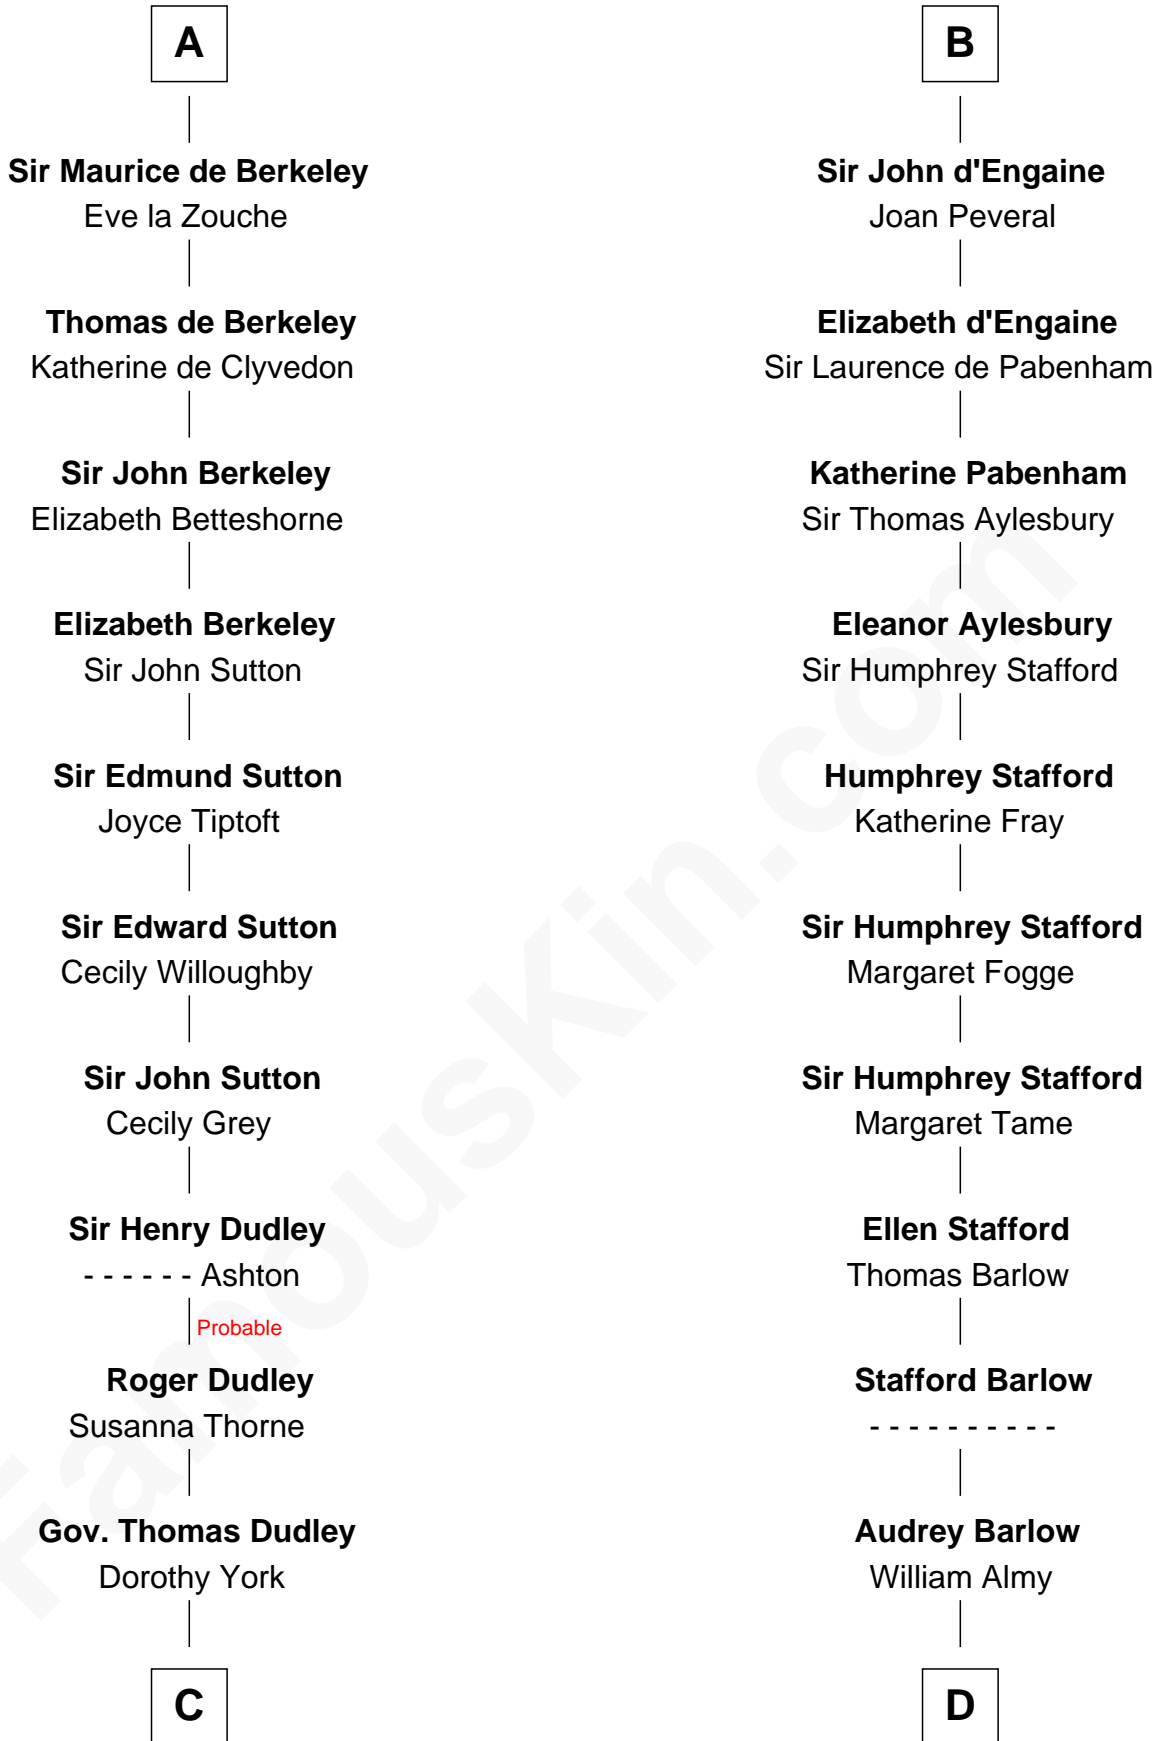 A
Sir Maurice de Berkeley
Eve la Zouche
Thomas de Berkeley
Katherine de Clyvedon
Sir John Berkeley
Elizabeth Betteshorne
Elizabeth Berkeley
Sir John Sutton
Sir Edmund Sutton
Joyce Tiptoft
Sir Edward Sutton
Cecily Willoughby
Sir John Sutton
Cecily Grey
Sir Henry Dudley
- - - - - - Ashton
Probable
Roger Dudley
Susanna Thorne
Gov. Thomas Dudley
Dorothy York
C
B
Sir John d'Engaine
Joan Peveral
Elizabeth d'Engaine
Sir Laurence de Pabenham
Katherine Pabenham
Sir Thomas Aylesbury
Eleanor Aylesbury
Sir Humphrey Stafford
Humphrey Stafford
Katherine Fray
Sir Humphrey Stafford
Margaret Fogge
Sir Humphrey Stafford
Margaret Tame
Ellen Stafford
Thomas Barlow
Stafford Barlow
- - - - - - - - - -
Audrey Barlow
William Almy
D
FamousKin.com